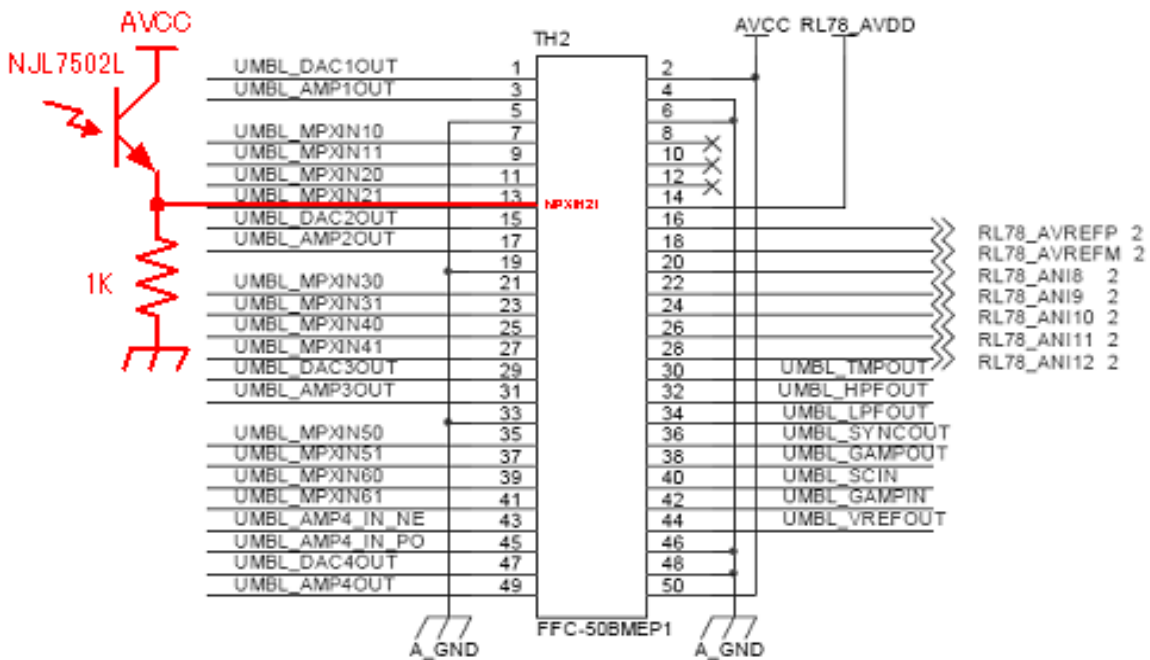 AVCC
NJL7502L
1K
TH2
AVCC RL78_AVDD
UMBL_DAC1OUT 1 2
UMBL_AMP1OUT 3 4
5 6
UMBL_MPXIN10 7 8
UMBL_MPXIN11 9 10
UMBL_MPXIN20 11 12
UMBL_MPXIN21 13 NPXIN21 14
UMBL_DAC2OUT 15 16
UMBL_AMP2OUT 17 18
19 20
UMBL_MPXIN30 21 22
UMBL_MPXIN31 23 24
UMBL_MPXIN40 25 26
UMBL_MPXIN41 27 28
UMBL_DAC3OUT 29 30 UMBL_TMPOUT
UMBL_AMP3OUT 31 32 UMBL_HPFOUT
33 34 UMBL_LPFOUT
UMBL_MPXIN50 35 36 UMBL_SYNCOUT
UMBL_MPXIN51 37 38 UMBL_GAMPOUT
UMBL_MPXIN60 39 40 UMBL_SCIN
UMBL_MPXIN61 41 42 UMBL_GAMPIN
UMBL_AMP4_IN_NE 43 44 UMBL_VREFOUT
UMBL_AMP4_IN_PO 45 46
UMBL_DAC4OUT 47 48
UMBL_AMP4OUT 49 50
RL78_AVREFP 2
RL78_AVREFM 2
RL78_ANI8 2
RL78_ANI9 2
RL78_ANI10 2
RL78_ANI11 2
RL78_ANI12 2
FFC-50BMEP1
A_GND
A_GND